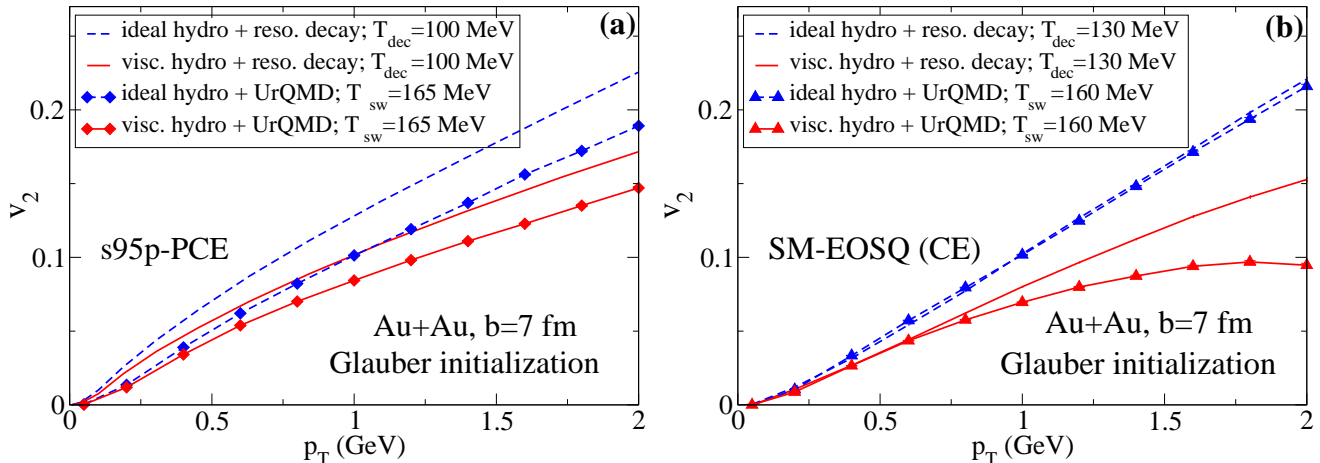 (a)
ideal hydro + reso. decay; T_dec=100 MeV
visc. hydro + reso. decay; T_dec=100 MeV
ideal hydro + UrQMD; T_sw=165 MeV
visc. hydro + UrQMD; T_sw=165 MeV
0.2
0.1
0
v_2
s95p-PCE
Au+Au, b=7 fm
Glauber initialization
0 0.5 1 1.5 2
p_T (GeV)
(b)
ideal hydro + reso. decay; T_dec=130 MeV
visc. hydro + reso. decay; T_dec=130 MeV
ideal hydro + UrQMD; T_sw=160 MeV
visc. hydro + UrQMD; T_sw=160 MeV
0.2
0.1
0
v_2
SM-EOSQ (CE)
Au+Au, b=7 fm
Glauber initialization
0 0.5 1 1.5 2
p_T (GeV)